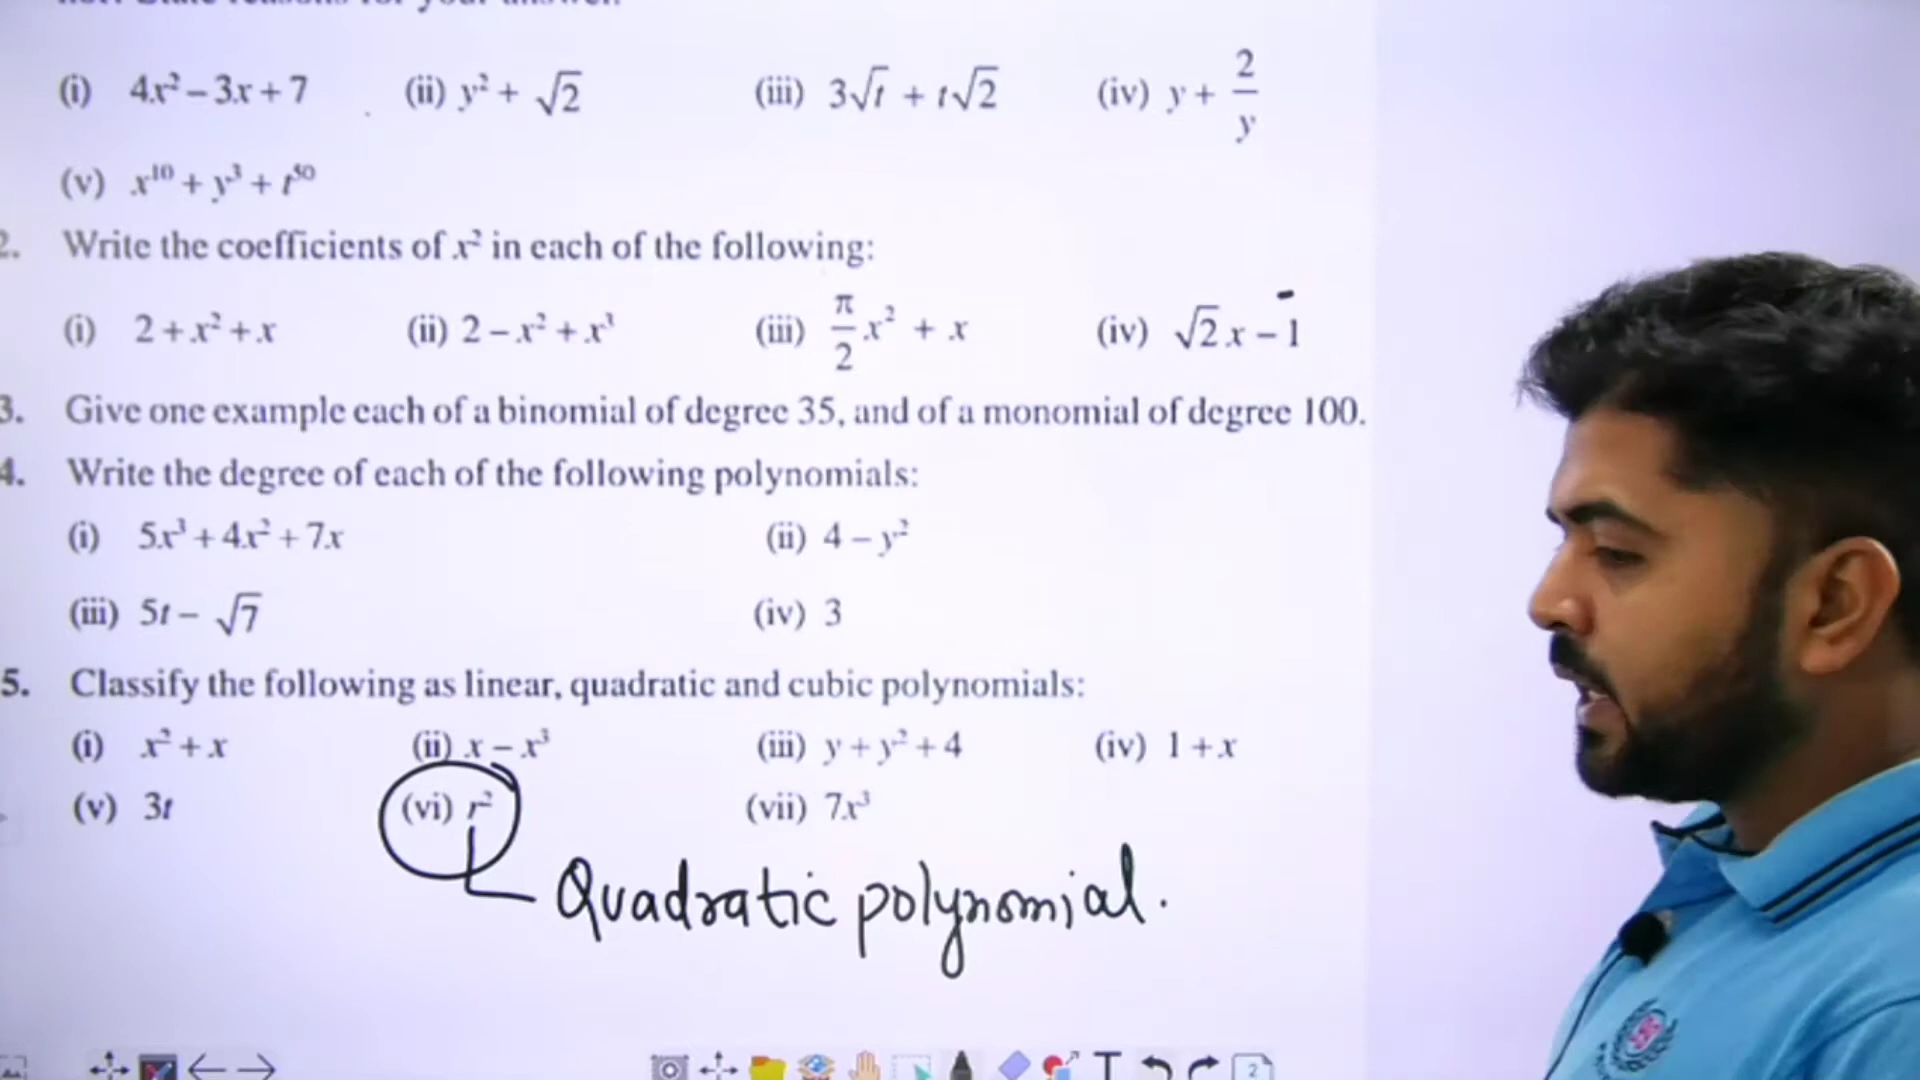 (i) 4x² – 3x + 7 (ii) y² + √2 (iii) 3√t + t√2 (iv) y + 2/y
(v) x¹⁰ + y³ + t⁵⁰
2. Write the coefficients of x² in each of the following:
(i) 2 + x² + x (ii) 2 – x² + x³ (iii) π/2 x² + x (iv) √2 x – 1
3. Give one example each of a binomial of degree 35, and of a monomial of degree 100.
4. Write the degree of each of the following polynomials:
(i) 5x³ + 4x² + 7x (ii) 4 – y²
(iii) 5t – √7 (iv) 3
5. Classify the following as linear, quadratic and cubic polynomials:
(i) x² + x (ii) x – x³ (iii) y + y² + 4 (iv) 1 + x
(v) 3t (vi) r² (vii) 7x³
Quadratic polynomial.
T 2